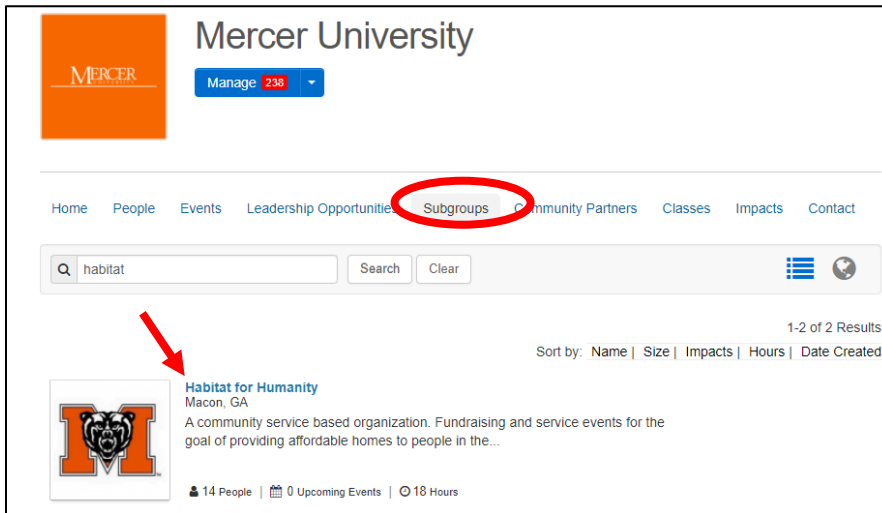 Mercer University
MERCER
UNIVERSITY
Manage 238
Home People Events Leadership Opportunities Subgroups Community Partners Classes Impacts Contact
habitat Search Clear
1-2 of 2 Results
Sort by: Name | Size | Impacts | Hours | Date Created
Habitat for Humanity
Macon, GA
A community service based organization. Fundraising and service events for the
goal of providing affordable homes to people in the...
14 People | 0 Upcoming Events | 18 Hours